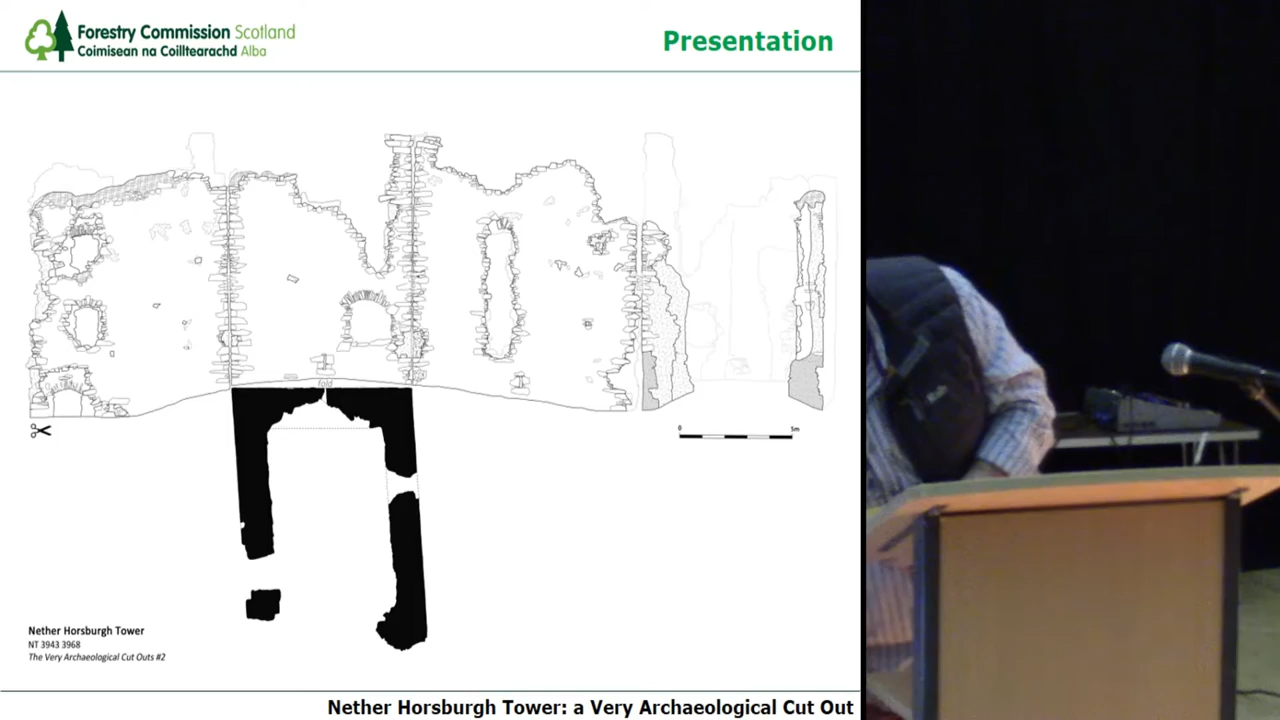 Forestry Commission Scotland
Coimisean na Coilltearachd Alba
Presentation
fold
0
5m
Nether Horsburgh Tower
NT 3943 3968
The Very Archaeological Cut Outs #2
Nether Horsburgh Tower: a Very Archaeological Cut Out